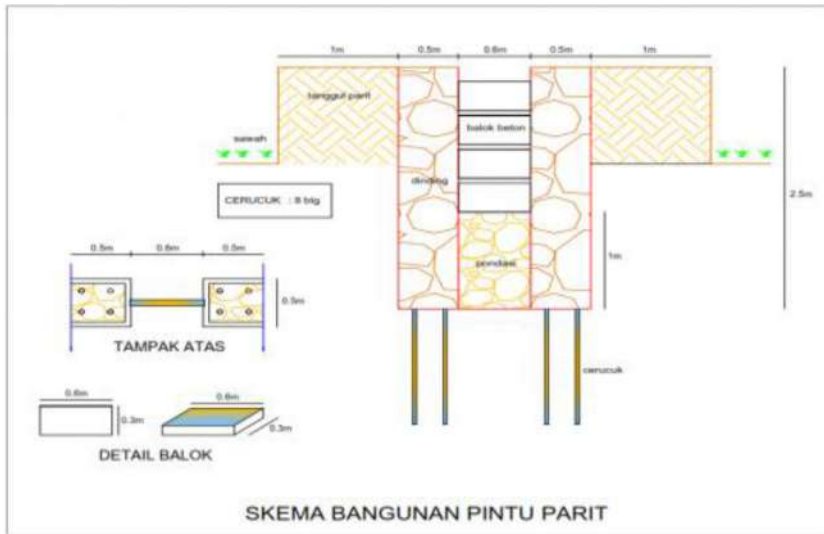 1m 0.5m 0.6m 0.5m 1m
tanggul parit
balok beton
sawah
dinding
2.5m
CERUCUK : 8 btg
0.5m 0.6m 0.5m
1m
pondasi
0.5m
TAMPAK ATAS
cerucuk
0.6m 0.6m
0.3m
0.3m
DETAIL BALOK
SKEMA BANGUNAN PINTU PARIT